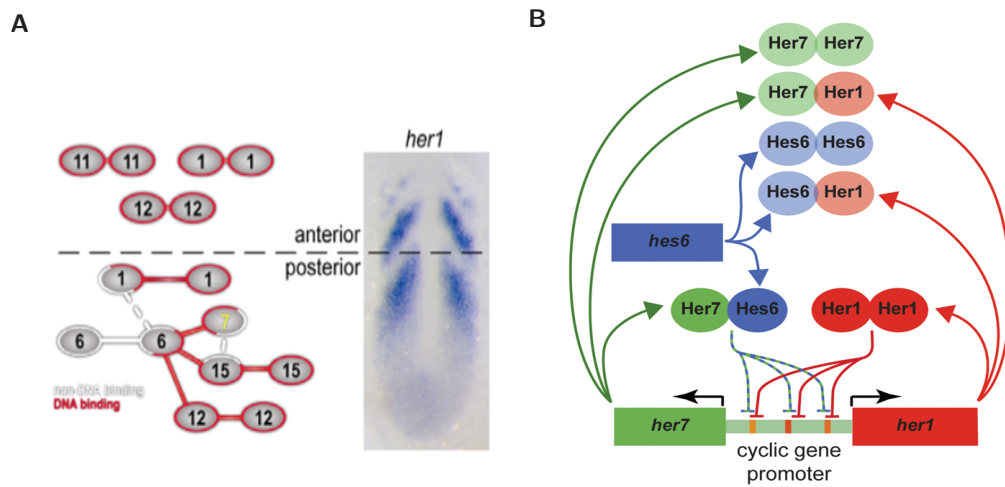 A
B
her1
11 11 1 1
12 12
anterior
posterior
1 1
7
6 6
15 15
non-DNA binding
DNA binding
12 12
Her7 Her7
Her7 Her1
Hes6 Hes6
Hes6 Her1
hes6
Her7 Hes6 Her1 Her1
her7 her1
cyclic gene
promoter